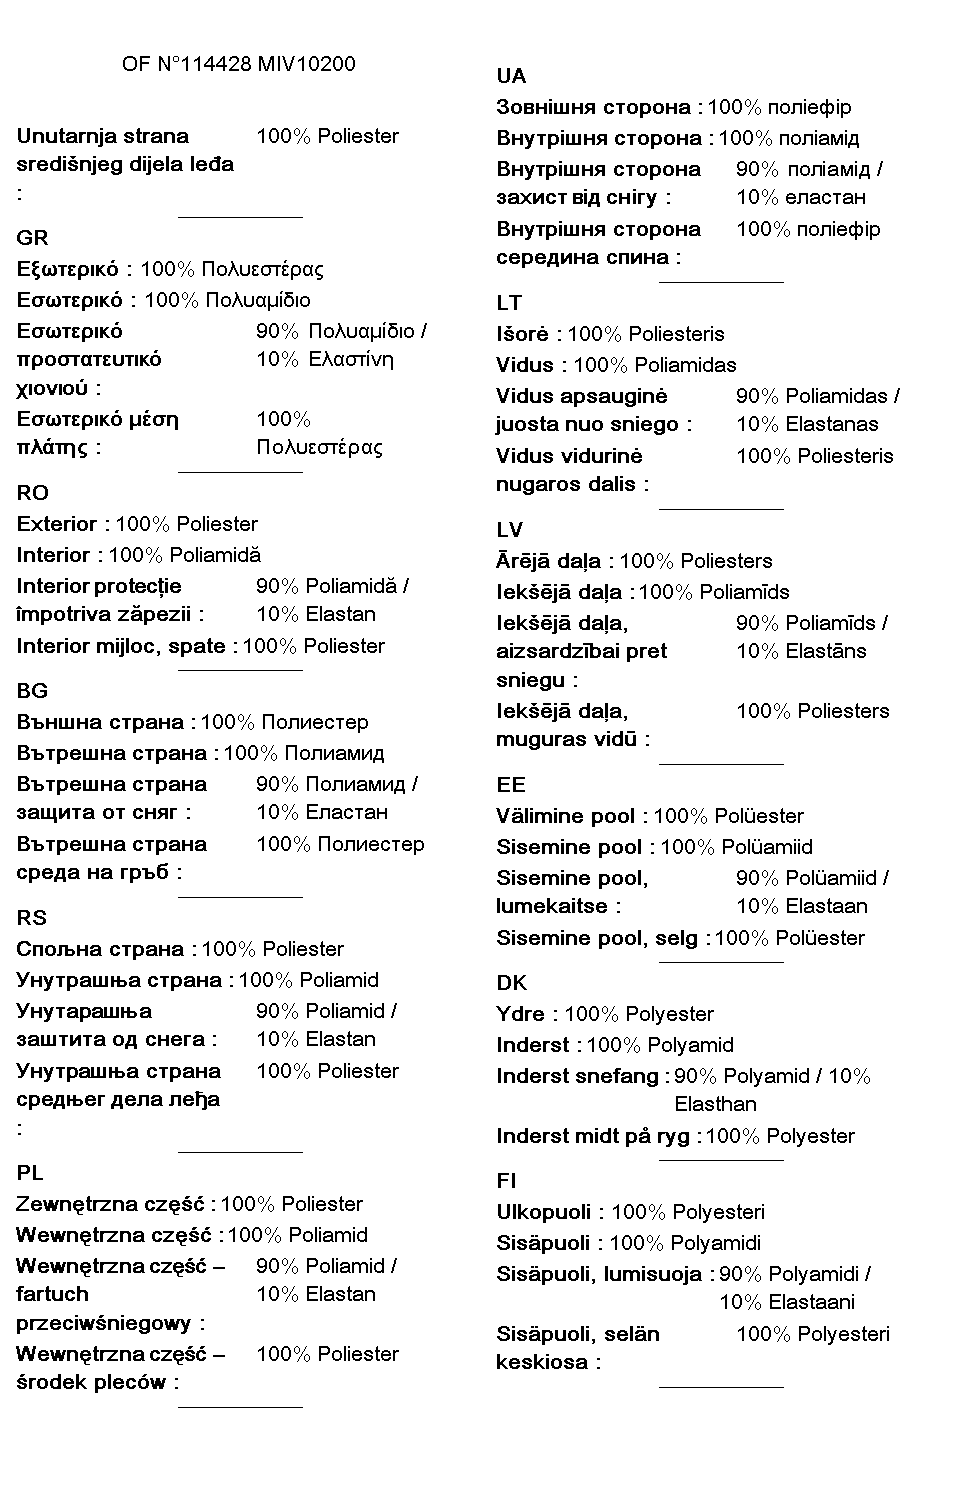 OF N°114428 MIV10200
Unutarnja strana 100% Poliester
središnjeg dijela leđa
:
GR
Εξωτερικό : 100% Πολυεστέρας
Εσωτερικό : 100% Πολυαμίδιο
Εσωτερικό 90% Πολυαμίδιο /
προστατευτικό 10% Ελαστίνη
χιονιού :
Εσωτερικό μέση 100%
πλάτης : Πολυεστέρας
RO
Exterior : 100% Poliester
Interior : 100% Poliamidă
Interior protecție 90% Poliamidă /
împotriva zăpezii : 10% Elastan
Interior mijloc, spate : 100% Poliester
BG
Външна страна : 100% Полиестер
Вътрешна страна : 100% Полиамид
Вътрешна страна 90% Полиамид /
защита от сняг : 10% Еластан
Вътрешна страна 100% Полиестер
среда на гръб :
RS
Спољна страна : 100% Poliester
Унутрашња страна : 100% Poliamid
Унутарашња 90% Poliamid /
заштита од снега : 10% Elastan
Унутрашња страна 100% Poliester
средњег дела леђа
:
PL
Zewnętrzna część : 100% Poliester
Wewnętrzna część : 100% Poliamid
Wewnętrzna część – 90% Poliamid /
fartuch 10% Elastan
przeciwśniegowy :
Wewnętrzna część – 100% Poliester
środek pleców :
UA
Зовнішня сторона : 100% поліефір
Внутрішня сторона : 100% поліамід
Внутрішня сторона 90% поліамід /
захист від снігу : 10% еластан
Внутрішня сторона 100% поліефір
середина спина :
LT
Išorė : 100% Poliesteris
Vidus : 100% Poliamidas
Vidus apsauginė 90% Poliamidas /
juosta nuo sniego : 10% Elastanas
Vidus vidurinė 100% Poliesteris
nugaros dalis :
LV
Ārējā daļa : 100% Poliesters
Iekšējā daļa : 100% Poliamīds
Iekšējā daļa, 90% Poliamīds /
aizsardzībai pret 10% Elastāns
sniegu :
Iekšējā daļa, 100% Poliesters
muguras vidū :
EE
Välimine pool : 100% Polüester
Sisemine pool : 100% Polüamiid
Sisemine pool, 90% Polüamiid /
lumekaitse : 10% Elastaan
Sisemine pool, selg : 100% Polüester
DK
Ydre : 100% Polyester
Inderst : 100% Polyamid
Inderst snefang : 90% Polyamid / 10%
Elasthan
Inderst midt på ryg : 100% Polyester
FI
Ulkopuoli : 100% Polyesteri
Sisäpuoli : 100% Polyamidi
Sisäpuoli, lumisuoja : 90% Polyamidi /
10% Elastaani
Sisäpuoli, selän 100% Polyesteri
keskiosa :